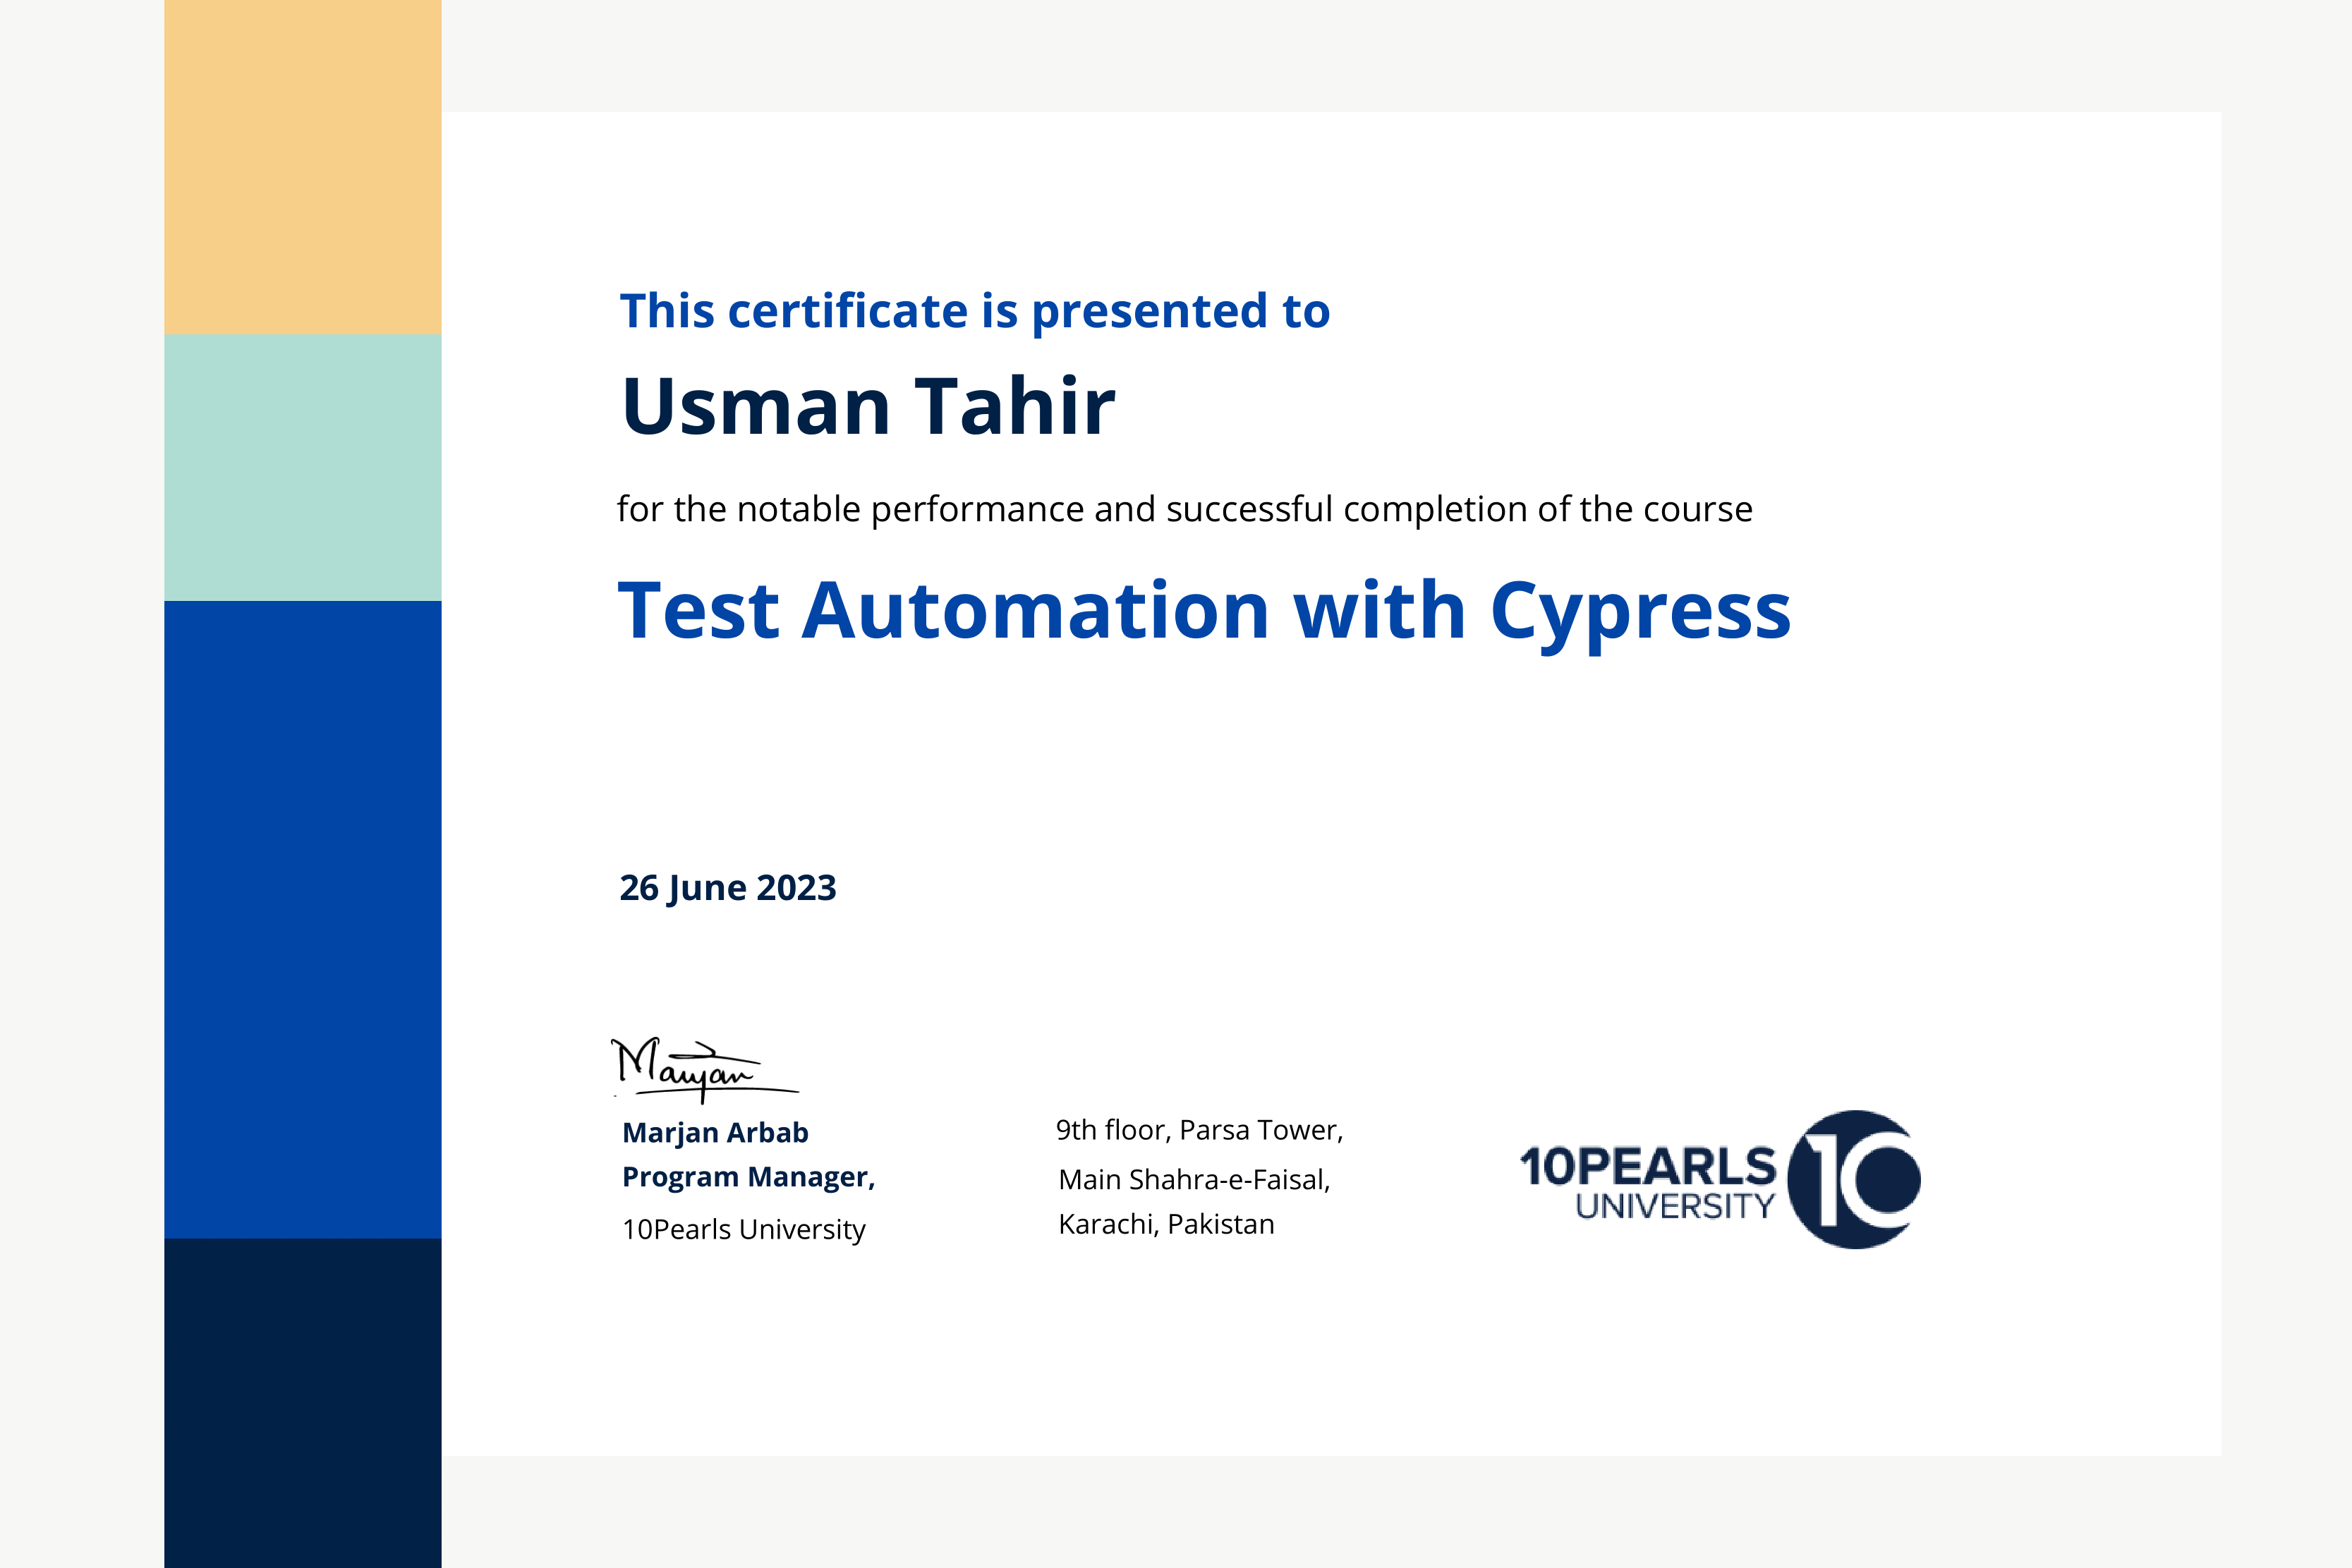 This certificate is presented to
Usman Tahir
for the notable performance and successful completion of the course
Test Automation with Cypress
26 June 2023
Marjan
Marjan Arbab
Program Manager,
10Pearls University
9th floor, Parsa Tower,
Main Shahra-e-Faisal,
Karachi, Pakistan
10PEARLS
UNIVERSITY
10